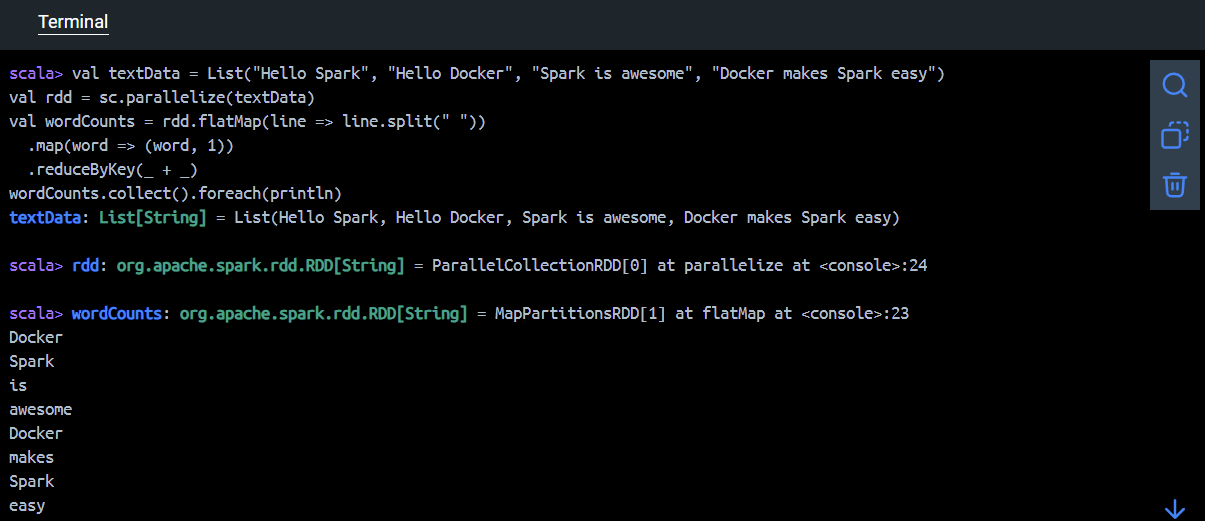 Terminal
scala> val textData = List("Hello Spark", "Hello Docker", "Spark is awesome", "Docker makes Spark easy")
val rdd = sc.parallelize(textData)
val wordCounts = rdd.flatMap(line => line.split(" "))
  .map(word => (word, 1))
  .reduceByKey(_ + _)
wordCounts.collect().foreach(println)
textData: List[String] = List(Hello Spark, Hello Docker, Spark is awesome, Docker makes Spark easy)
scala> rdd: org.apache.spark.rdd.RDD[String] = ParallelCollectionRDD[0] at parallelize at <console>:24
scala> wordCounts: org.apache.spark.rdd.RDD[String] = MapPartitionsRDD[1] at flatMap at <console>:23
Docker
Spark
is
awesome
Docker
makes
Spark
easy